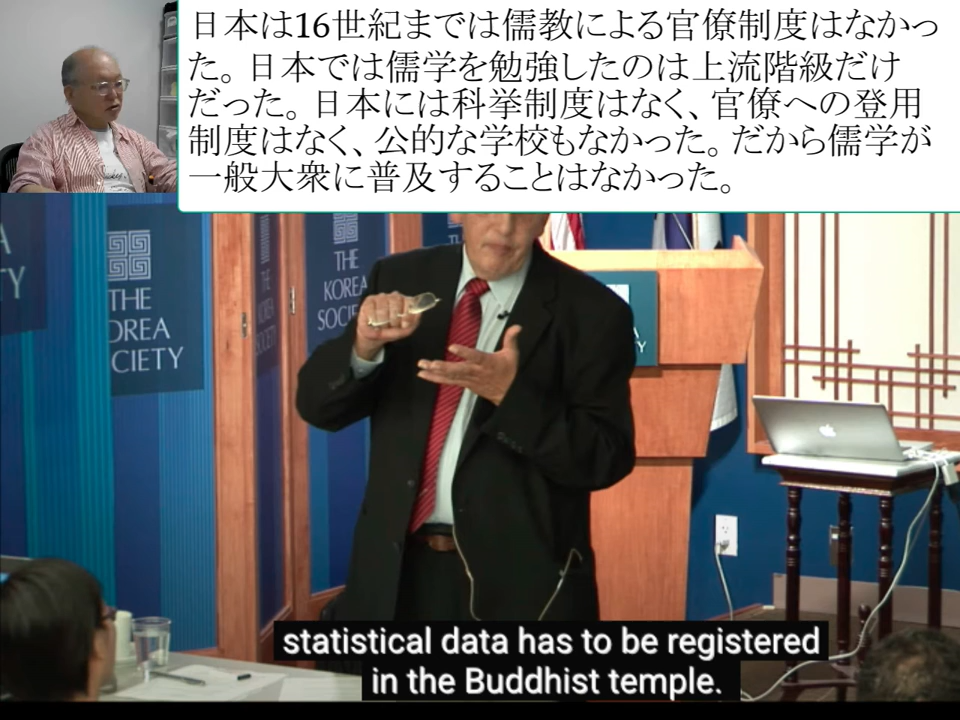 日本は16世紀までは儒教による官僚制度はなかっ
た。日本では儒学を勉強したのは上流階級だけ
だった。日本には科挙制度はなく、官僚への登用
制度はなく、公的な学校もなかった。だから儒学が
一般大衆に普及することはなかった。
THE
OREA
OCIETY
THE
KOREA
SOCIE
statistical data has to be registered
in the Buddhist temple.